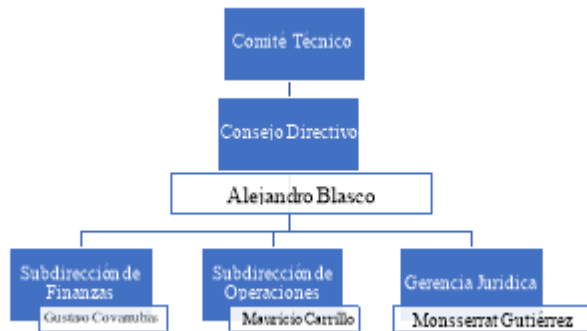 Comité Técnico
Consejo Directivo
Alejandro Blasco
Subdirección de
Finanzas
Gustavo Covarrubias
Subdirección de
Operaciones
Mauricio Carrillo
Gerencia Juridica
Monsserrat Gutiérrez